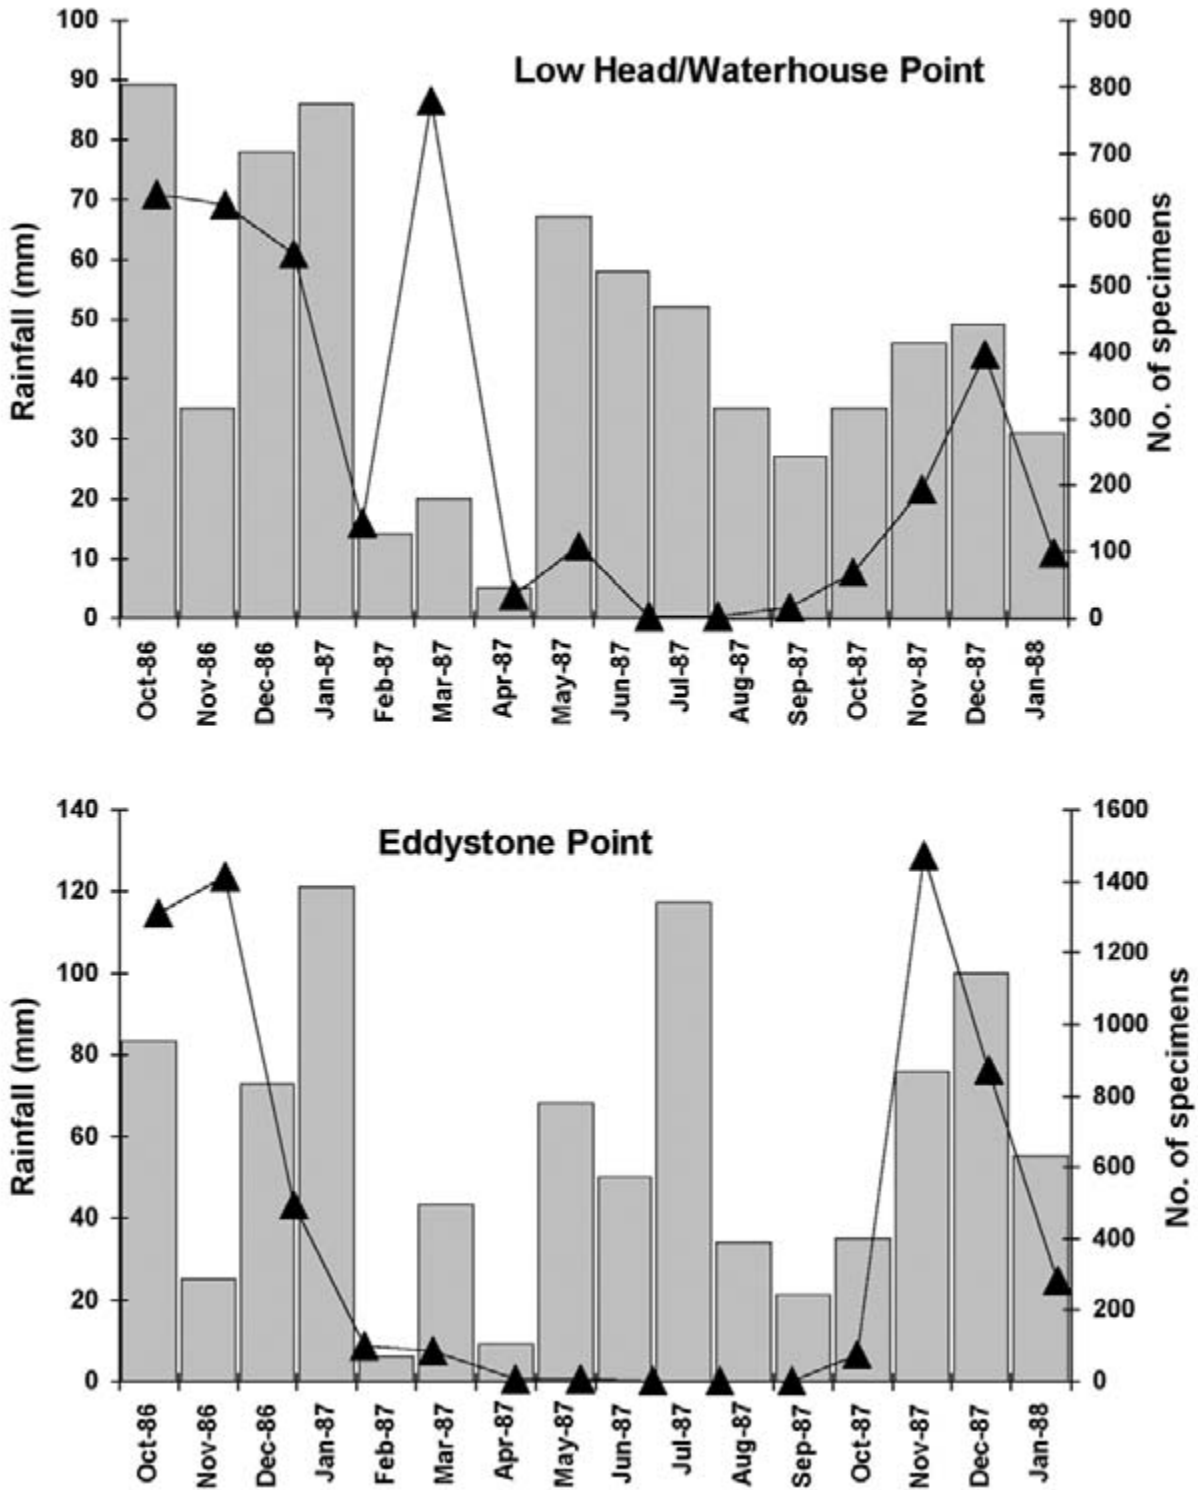 Low Head/Waterhouse Point
Rainfall (mm)
100
90
80
70
60
50
40
30
20
10
0
900
800
700
600
500
400
300
200
100
0
No. of specimens
Oct-86
Nov-86
Dec-86
Jan-87
Feb-87
Mar-87
Apr-87
May-87
Jun-87
Jul-87
Aug-87
Sep-87
Oct-87
Nov-87
Dec-87
Jan-88
Eddystone Point
Rainfall (mm)
140
120
100
80
60
40
20
0
1600
1400
1200
1000
800
600
400
200
0
No. of specimens
Oct-86
Nov-86
Dec-86
Jan-87
Feb-87
Mar-87
Apr-87
May-87
Jun-87
Jul-87
Aug-87
Sep-87
Oct-87
Nov-87
Dec-87
Jan-88